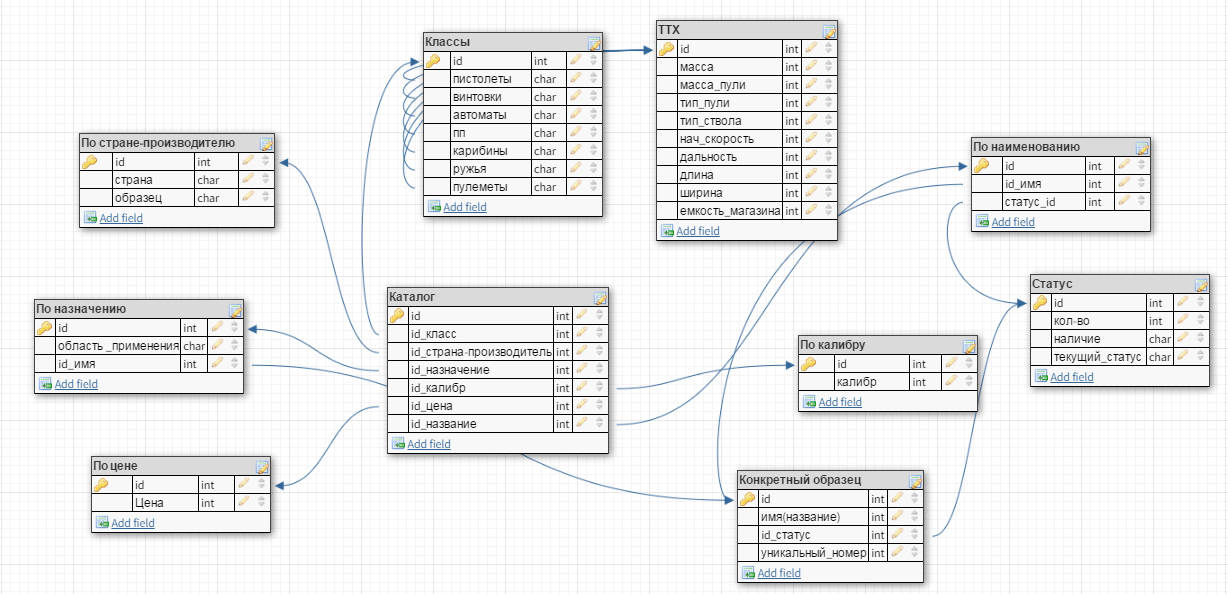 Классы
id int
пистолеты char
винтовки char
автоматы char
пп char
карибины char
ружья char
пулеметы char
Add field
ТТХ
id int
масса int
масса_пули int
тип_пули int
тип_ствола int
нач_скорость int
дальность int
длина int
ширина int
емкость_магазина int
Add field
По стране-производителю
id int
страна char
образец char
Add field
По наименованию
id int
id_имя int
статус_id int
Add field
Статус
id int
кол-во int
наличие char
текущий_статус char
Add field
По назначению
id int
область _применения char
id_имя int
Add field
Каталог
id int
id_класс int
id_страна-производитель int
id_назначение int
id_калибр int
id_цена int
id_название int
Add field
По калибру
id int
калибр int
Add field
По цене
id int
Цена int
Add field
Конкретный образец
id int
имя(название) int
id_статус int
уникальный_номер int
Add field